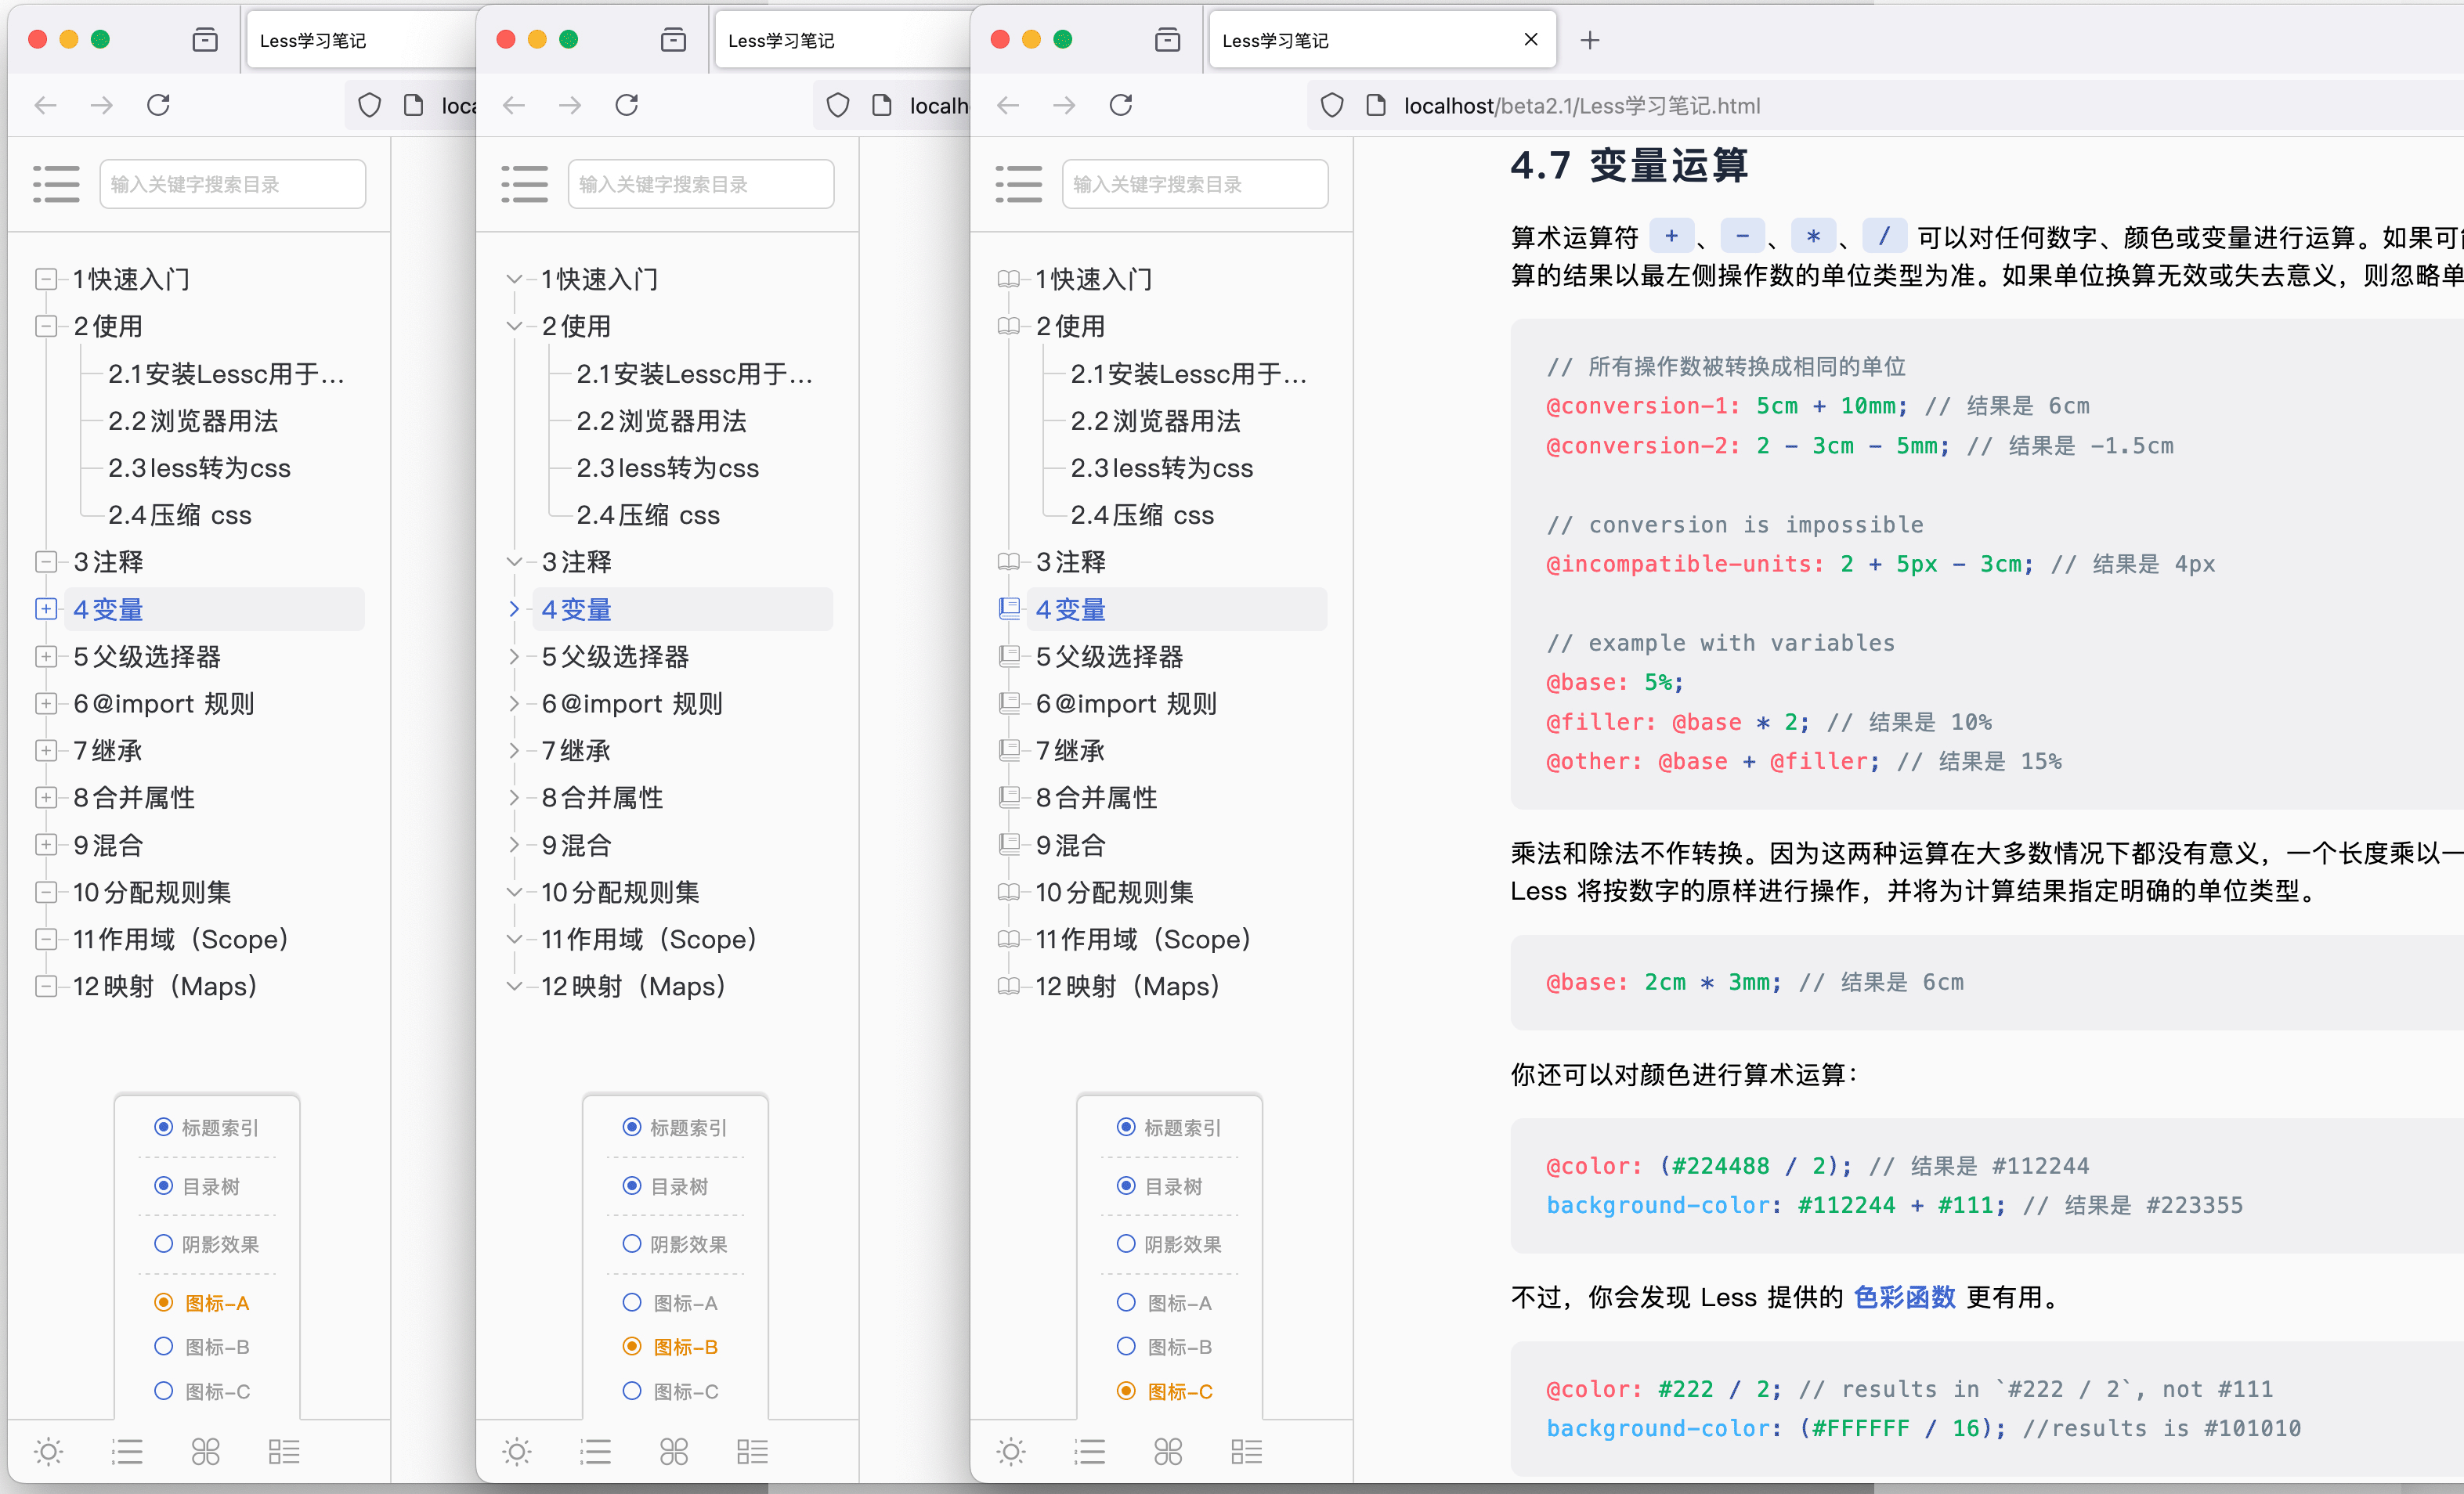 Less学习笔记
loca
输入关键字搜索目录
1快速入门
2使用
2.1安装Lessc用于...
2.2浏览器用法
2.3less转为css
2.4压缩 css
3注释
4变量
5父级选择器
6@import 规则
7继承
8合并属性
9混合
10分配规则集
11作用域（Scope）
12映射（Maps）
标题索引
目录树
阴影效果
图标-A
图标-B
图标-C
Less学习笔记
localh
输入关键字搜索目录
1快速入门
2使用
2.1安装Lessc用于...
2.2浏览器用法
2.3less转为css
2.4压缩 css
3注释
4变量
5父级选择器
6@import 规则
7继承
8合并属性
9混合
10分配规则集
11作用域（Scope）
12映射（Maps）
标题索引
目录树
阴影效果
图标-A
图标-B
图标-C
Less学习笔记
localhost/beta2.1/Less学习笔记.html
输入关键字搜索目录
1快速入门
2使用
2.1安装Lessc用于...
2.2浏览器用法
2.3less转为css
2.4压缩 css
3注释
4变量
5父级选择器
6@import 规则
7继承
8合并属性
9混合
10分配规则集
11作用域（Scope）
12映射（Maps）
标题索引
目录树
阴影效果
图标-A
图标-B
图标-C
4.7 变量运算
算术运算符 + 、 - 、 * 、 / 可以对任何数字、颜色或变量进行运算。如果可
算的结果以最左侧操作数的单位类型为准。如果单位换算无效或失去意义，则忽略单
// 所有操作数被转换成相同的单位
@conversion-1: 5cm + 10mm; // 结果是 6cm
@conversion-2: 2 - 3cm - 5mm; // 结果是 -1.5cm
// conversion is impossible
@incompatible-units: 2 + 5px - 3cm; // 结果是 4px
// example with variables
@base: 5%;
@filler: @base * 2; // 结果是 10%
@other: @base + @filler; // 结果是 15%
乘法和除法不作转换。因为这两种运算在大多数情况下都没有意义，一个长度乘以一
Less 将按数字的原样进行操作，并将为计算结果指定明确的单位类型。
@base: 2cm * 3mm; // 结果是 6cm
你还可以对颜色进行算术运算：
@color: (#224488 / 2); // 结果是 #112244
background-color: #112244 + #111; // 结果是 #223355
不过，你会发现 Less 提供的 色彩函数 更有用。
@color: #222 / 2; // results in `#222 / 2`, not #111
background-color: (#FFFFFF / 16); //results is #101010